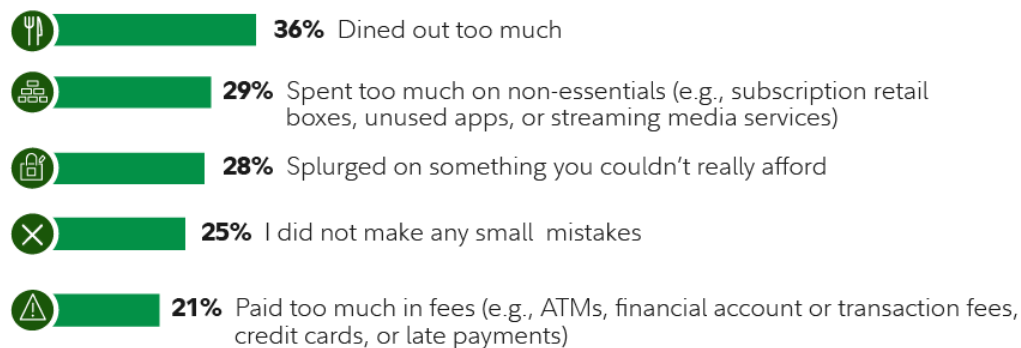 36% Dined out too much
29% Spent too much on non-essentials (e.g., subscription retail
boxes, unused apps, or streaming media services)
28% Splurged on something you couldn't really afford
25% I did not make any small mistakes
21% Paid too much in fees (e.g., ATMs, financial account or transaction fees,
credit cards, or late payments)